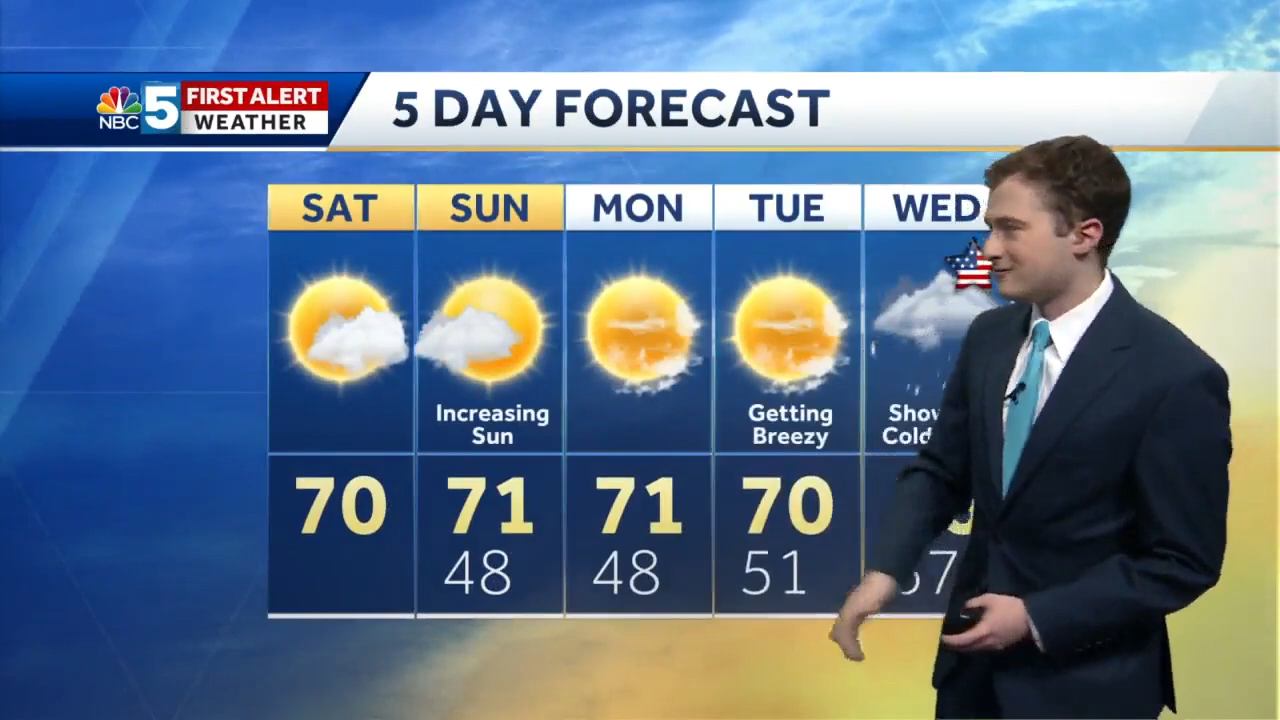 NBC 5 FIRST ALERT
WEATHER
5 DAY FORECAST
SAT SUN MON TUE WED
Increasing
Sun
Getting
Breezy
70 71 71 70
48 48 51